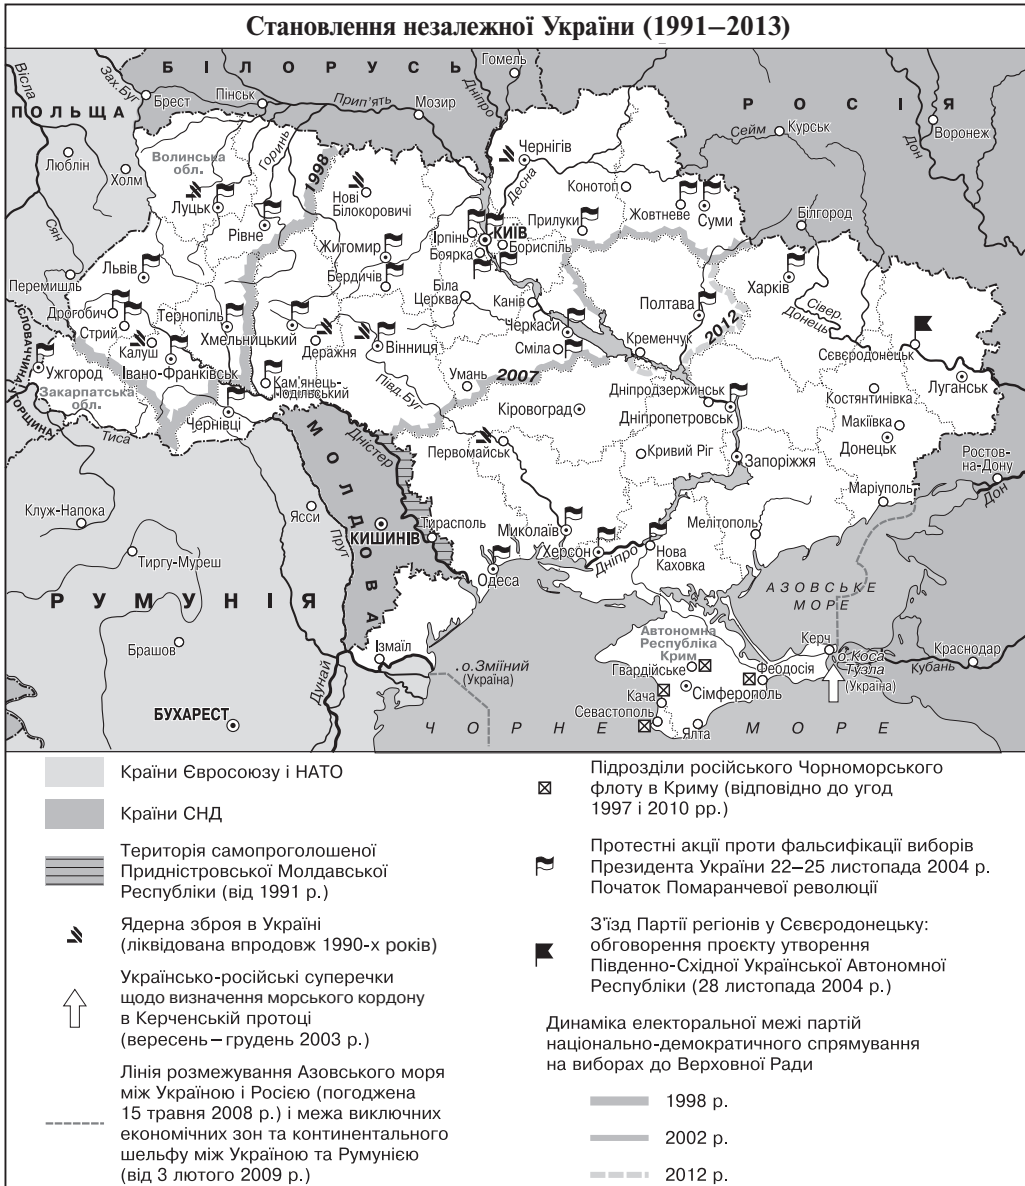 Становлення незалежної України (1991–2013)
БІЛОРУСЬ
Гомель
Вісла
Зах. Буг
Брест
Пінськ
Прип'ять
Мозир
Дніпро
ПОЛЬЩА
РОСІЯ
Сейм
Курськ
Дон
Воронеж
Люблін
Холм
Волинська
обл.
Горинь
1998
Чернігів
Десна
Нові
Білокоровичі
Конотоп
Луцьк
Рівне
Прилуки
Жовтневе
Суми
Білгород
Сян
Житомир
Ірпінь
КИЇВ
Боярка
Бориспіль
Львів
Бердичів
Перемишль
Біла
Церква
Канів
Полтава
Харків
Сівер.
Донець
Дрогобич
Стрий
Тернопіль
Калуш
Хмельницький
Деражня
Вінниця
Черкаси
Сміла
2012
Кременчук
Сєвєродонецьк
СЛОВАЧЧИНА
Ужгород
Івано-Франківськ
Умань
2007
Луганськ
Кам'янець-
Подільський
Закарпатська
обл.
УГОРЩИНА
Чернівці
Півд. Буг
Дніпродзержинськ
Костянтинівка
Кіровоград
Дніпропетровськ
Макіївка
Тиса
МОЛДОВА
Дністер
Первомайськ
Кривий Ріг
Донецьк
Запоріжжя
Ростов-
на-Дону
Дон
Маріуполь
Клуж-Напока
Ясси
Тирасполь
КИШИНІВ
Прут
Миколаїв
Мелітополь
Херсон
Дніпро
Нова
Каховка
Тиргу-Муреш
Одеса
АЗОВСЬКЕ
МОРЕ
РУМУНІЯ
Брашов
Ізмаїл
о.Зміїний
(Україна)
Автономна
Республіка
Крим
Гвардійське
Керч
о.Коса
Тузла
(Україна)
Краснодар
Кубань
Феодосія
Дунай
Кача
Сімферополь
Севастополь
Ялта
БУХАРЕСТ
ЧОРНЕ МОРЕ
Країни Євросоюзу і НАТО
Країни СНД
Територія самопроголошеної
Придністровської Молдавської
Республіки (від 1991 р.)
Ядерна зброя в Україні
(ліквідована впродовж 1990-х років)
Українсько-російські суперечки
щодо визначення морського кордону
в Керченській протоці
(вересень – грудень 2003 р.)
Лінія розмежування Азовського моря
між Україною і Росією (погоджена
15 травня 2008 р.) і межа виключних
економічних зон та континентального
шельфу між Україною та Румунією
(від 3 лютого 2009 р.)
Підрозділи російського Чорноморського
флоту в Криму (відповідно до угод
1997 і 2010 рр.)
Протестні акції проти фальсифікації виборів
Президента України 22–25 листопада 2004 р.
Початок Помаранчевої революції
З'їзд Партії регіонів у Сєвєродонецьку:
обговорення проєкту утворення
Південно-Східної Української Автономної
Республіки (28 листопада 2004 р.)
Динаміка електоральної межі партій
національно-демократичного спрямування
на виборах до Верховної Ради
1998 р.
2002 р.
2012 р.